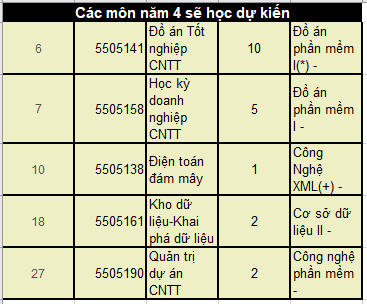 Các môn năm 4 sẽ học dự kiến
6 5505141 Đồ án Tốt nghiệp CNTT 10 Đồ án phần mềm I(*) -
7 5505158 Học kỳ doanh nghiệp CNTT 5 Đồ án phần mềm I -
10 5505138 Điện toán đám mây 1 Công Nghệ XML(+) -
18 5505161 Kho dữ liệu-Khai phá dữ liệu 2 Cơ sở dữ liệu II -
27 5505190 Quản trị dự án CNTT 2 Công nghệ phần mềm -